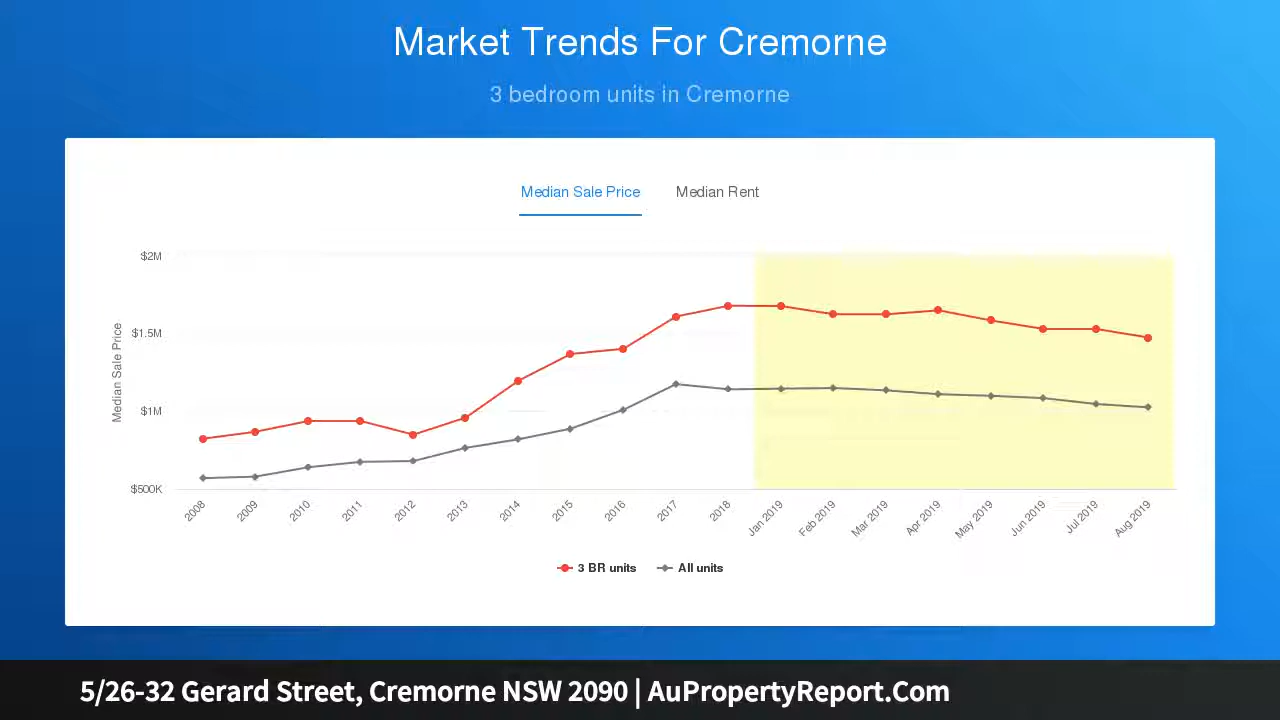 Market Trends For Cremorne
3 bedroom units in Cremorne
Median Sale Price Median Rent
$2M
$1.5M
$1M
$500K
Median Sale Price
2008 2009 2010 2011 2012 2013 2014 2015 2016 2017 2018 Jan 2019 Feb 2019 Mar 2019 Apr 2019 May 2019 Jun 2019 Jul 2019 Aug 2019
3 BR units All units
5/26-32 Gerard Street, Cremorne NSW 2090 | AuPropertyReport.Com